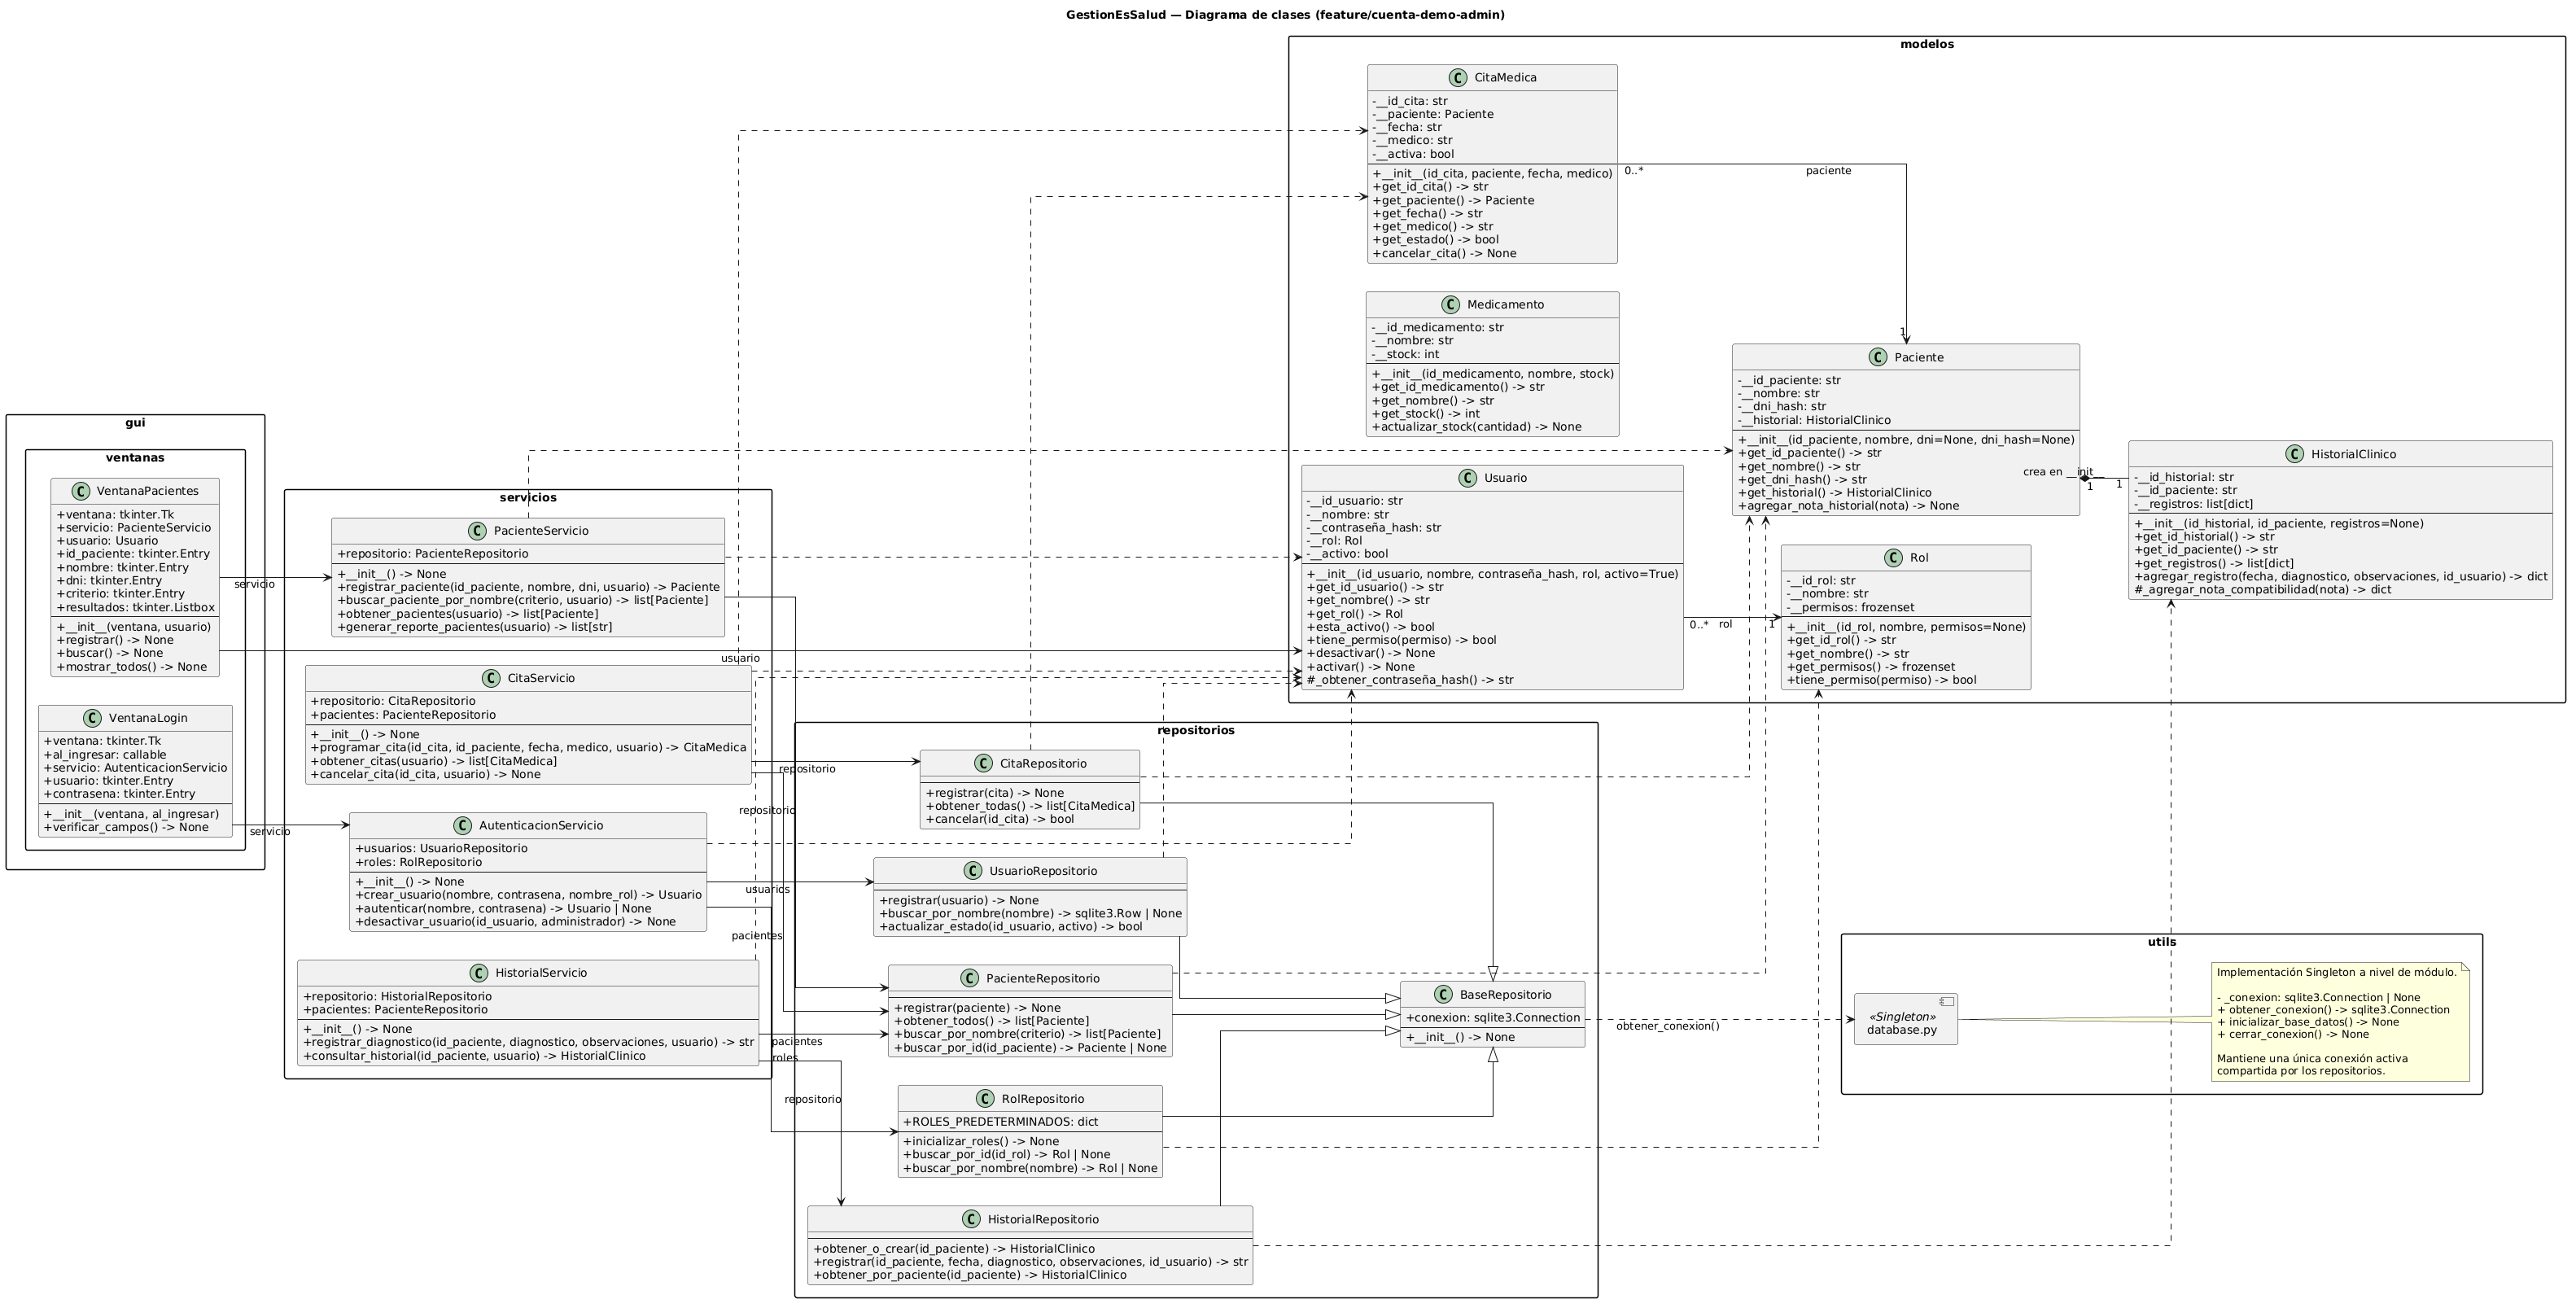 GestionEsSalud — Diagrama de clases (feature/cuenta-demo-admin)
modelos
CitaMedica
-__id_cita: str
-__paciente: Paciente
-__fecha: str
-__medico: str
-__activa: bool
+__init__(id_cita, paciente, fecha, medico)
+get_id_cita() -> str
+get_paciente() -> Paciente
+get_fecha() -> str
+get_medico() -> str
+get_estado() -> bool
+cancelar_cita() -> None
0..*
paciente
1
Medicamento
-__id_medicamento: str
-__nombre: str
-__stock: int
+__init__(id_medicamento, nombre, stock)
+get_id_medicamento() -> str
+get_nombre() -> str
+get_stock() -> int
+actualizar_stock(cantidad) -> None
Paciente
-__id_paciente: str
-__nombre: str
-__dni_hash: str
-__historial: HistorialClinico
+__init__(id_paciente, nombre, dni=None, dni_hash=None)
+get_id_paciente() -> str
+get_nombre() -> str
+get_dni_hash() -> str
+get_historial() -> HistorialClinico
+agregar_nota_historial(nota) -> None
crea en __init__
1
1
HistorialClinico
-__id_historial: str
-__id_paciente: str
-__registros: list[dict]
+__init__(id_historial, id_paciente, registros=None)
+get_id_historial() -> str
+get_id_paciente() -> str
+get_registros() -> list[dict]
+agregar_registro(fecha, diagnostico, observaciones, id_usuario) -> dict
#_agregar_nota_compatibilidad(nota) -> dict
Usuario
-__id_usuario: str
-__nombre: str
-__contraseña_hash: str
-__rol: Rol
-__activo: bool
+__init__(id_usuario, nombre, contraseña_hash, rol, activo=True)
+get_id_usuario() -> str
+get_nombre() -> str
+get_rol() -> Rol
+esta_activo() -> bool
+tiene_permiso(permiso) -> bool
+desactivar() -> None
+activar() -> None
#_obtener_contraseña_hash() -> str
0..*
rol
1
Rol
-__id_rol: str
-__nombre: str
-__permisos: frozenset
+__init__(id_rol, nombre, permisos=None)
+get_id_rol() -> str
+get_nombre() -> str
+get_permisos() -> frozenset
+tiene_permiso(permiso) -> bool
gui
ventanas
VentanaPacientes
+ventana: tkinter.Tk
+servicio: PacienteServicio
+usuario: Usuario
+id_paciente: tkinter.Entry
+nombre: tkinter.Entry
+dni: tkinter.Entry
+criterio: tkinter.Entry
+resultados: tkinter.Listbox
+__init__(ventana, usuario)
+registrar() -> None
+buscar() -> None
+mostrar_todos() -> None
servicio
usuario
VentanaLogin
+ventana: tkinter.Tk
+al_ingresar: callable
+servicio: AutenticacionServicio
+usuario: tkinter.Entry
+contrasena: tkinter.Entry
+__init__(ventana, al_ingresar)
+verificar_campos() -> None
servicio
servicios
PacienteServicio
+repositorio: PacienteRepositorio
+__init__() -> None
+registrar_paciente(id_paciente, nombre, dni, usuario) -> Paciente
+buscar_paciente_por_nombre(criterio, usuario) -> list[Paciente]
+obtener_pacientes(usuario) -> list[Paciente]
+generar_reporte_pacientes(usuario) -> list[str]
CitaServicio
+repositorio: CitaRepositorio
+pacientes: PacienteRepositorio
+__init__() -> None
+programar_cita(id_cita, id_paciente, fecha, medico, usuario) -> CitaMedica
+obtener_citas(usuario) -> list[CitaMedica]
+cancelar_cita(id_cita, usuario) -> None
repositorio
repositorio
AutenticacionServicio
+usuarios: UsuarioRepositorio
+roles: RolRepositorio
+__init__() -> None
+crear_usuario(nombre, contrasena, nombre_rol) -> Usuario
+autenticar(nombre, contrasena) -> Usuario | None
+desactivar_usuario(id_usuario, administrador) -> None
usuarios
pacientes
HistorialServicio
+repositorio: HistorialRepositorio
+pacientes: PacienteRepositorio
+__init__() -> None
+registrar_diagnostico(id_paciente, diagnostico, observaciones, usuario) -> str
+consultar_historial(id_paciente, usuario) -> HistorialClinico
pacientes
roles
repositorio
repositorios
CitaRepositorio
+registrar(cita) -> None
+obtener_todas() -> list[CitaMedica]
+cancelar(id_cita) -> bool
UsuarioRepositorio
+registrar(usuario) -> None
+buscar_por_nombre(nombre) -> sqlite3.Row | None
+actualizar_estado(id_usuario, activo) -> bool
PacienteRepositorio
+registrar(paciente) -> None
+obtener_todos() -> list[Paciente]
+buscar_por_nombre(criterio) -> list[Paciente]
+buscar_por_id(id_paciente) -> Paciente | None
BaseRepositorio
+conexion: sqlite3.Connection
+__init__() -> None
obtener_conexion()
RolRepositorio
+ROLES_PREDETERMINADOS: dict
+inicializar_roles() -> None
+buscar_por_id(id_rol) -> Rol | None
+buscar_por_nombre(nombre) -> Rol | None
HistorialRepositorio
+obtener_o_crear(id_paciente) -> HistorialClinico
+registrar(id_paciente, fecha, diagnostico, observaciones, id_usuario) -> str
+obtener_por_paciente(id_paciente) -> HistorialClinico
utils
«Singleton»
database.py
Implementación Singleton a nivel de módulo.
- _conexion: sqlite3.Connection | None
+ obtener_conexion() -> sqlite3.Connection
+ inicializar_base_datos() -> None
+ cerrar_conexion() -> None
Mantiene una única conexión activa
compartida por los repositorios.